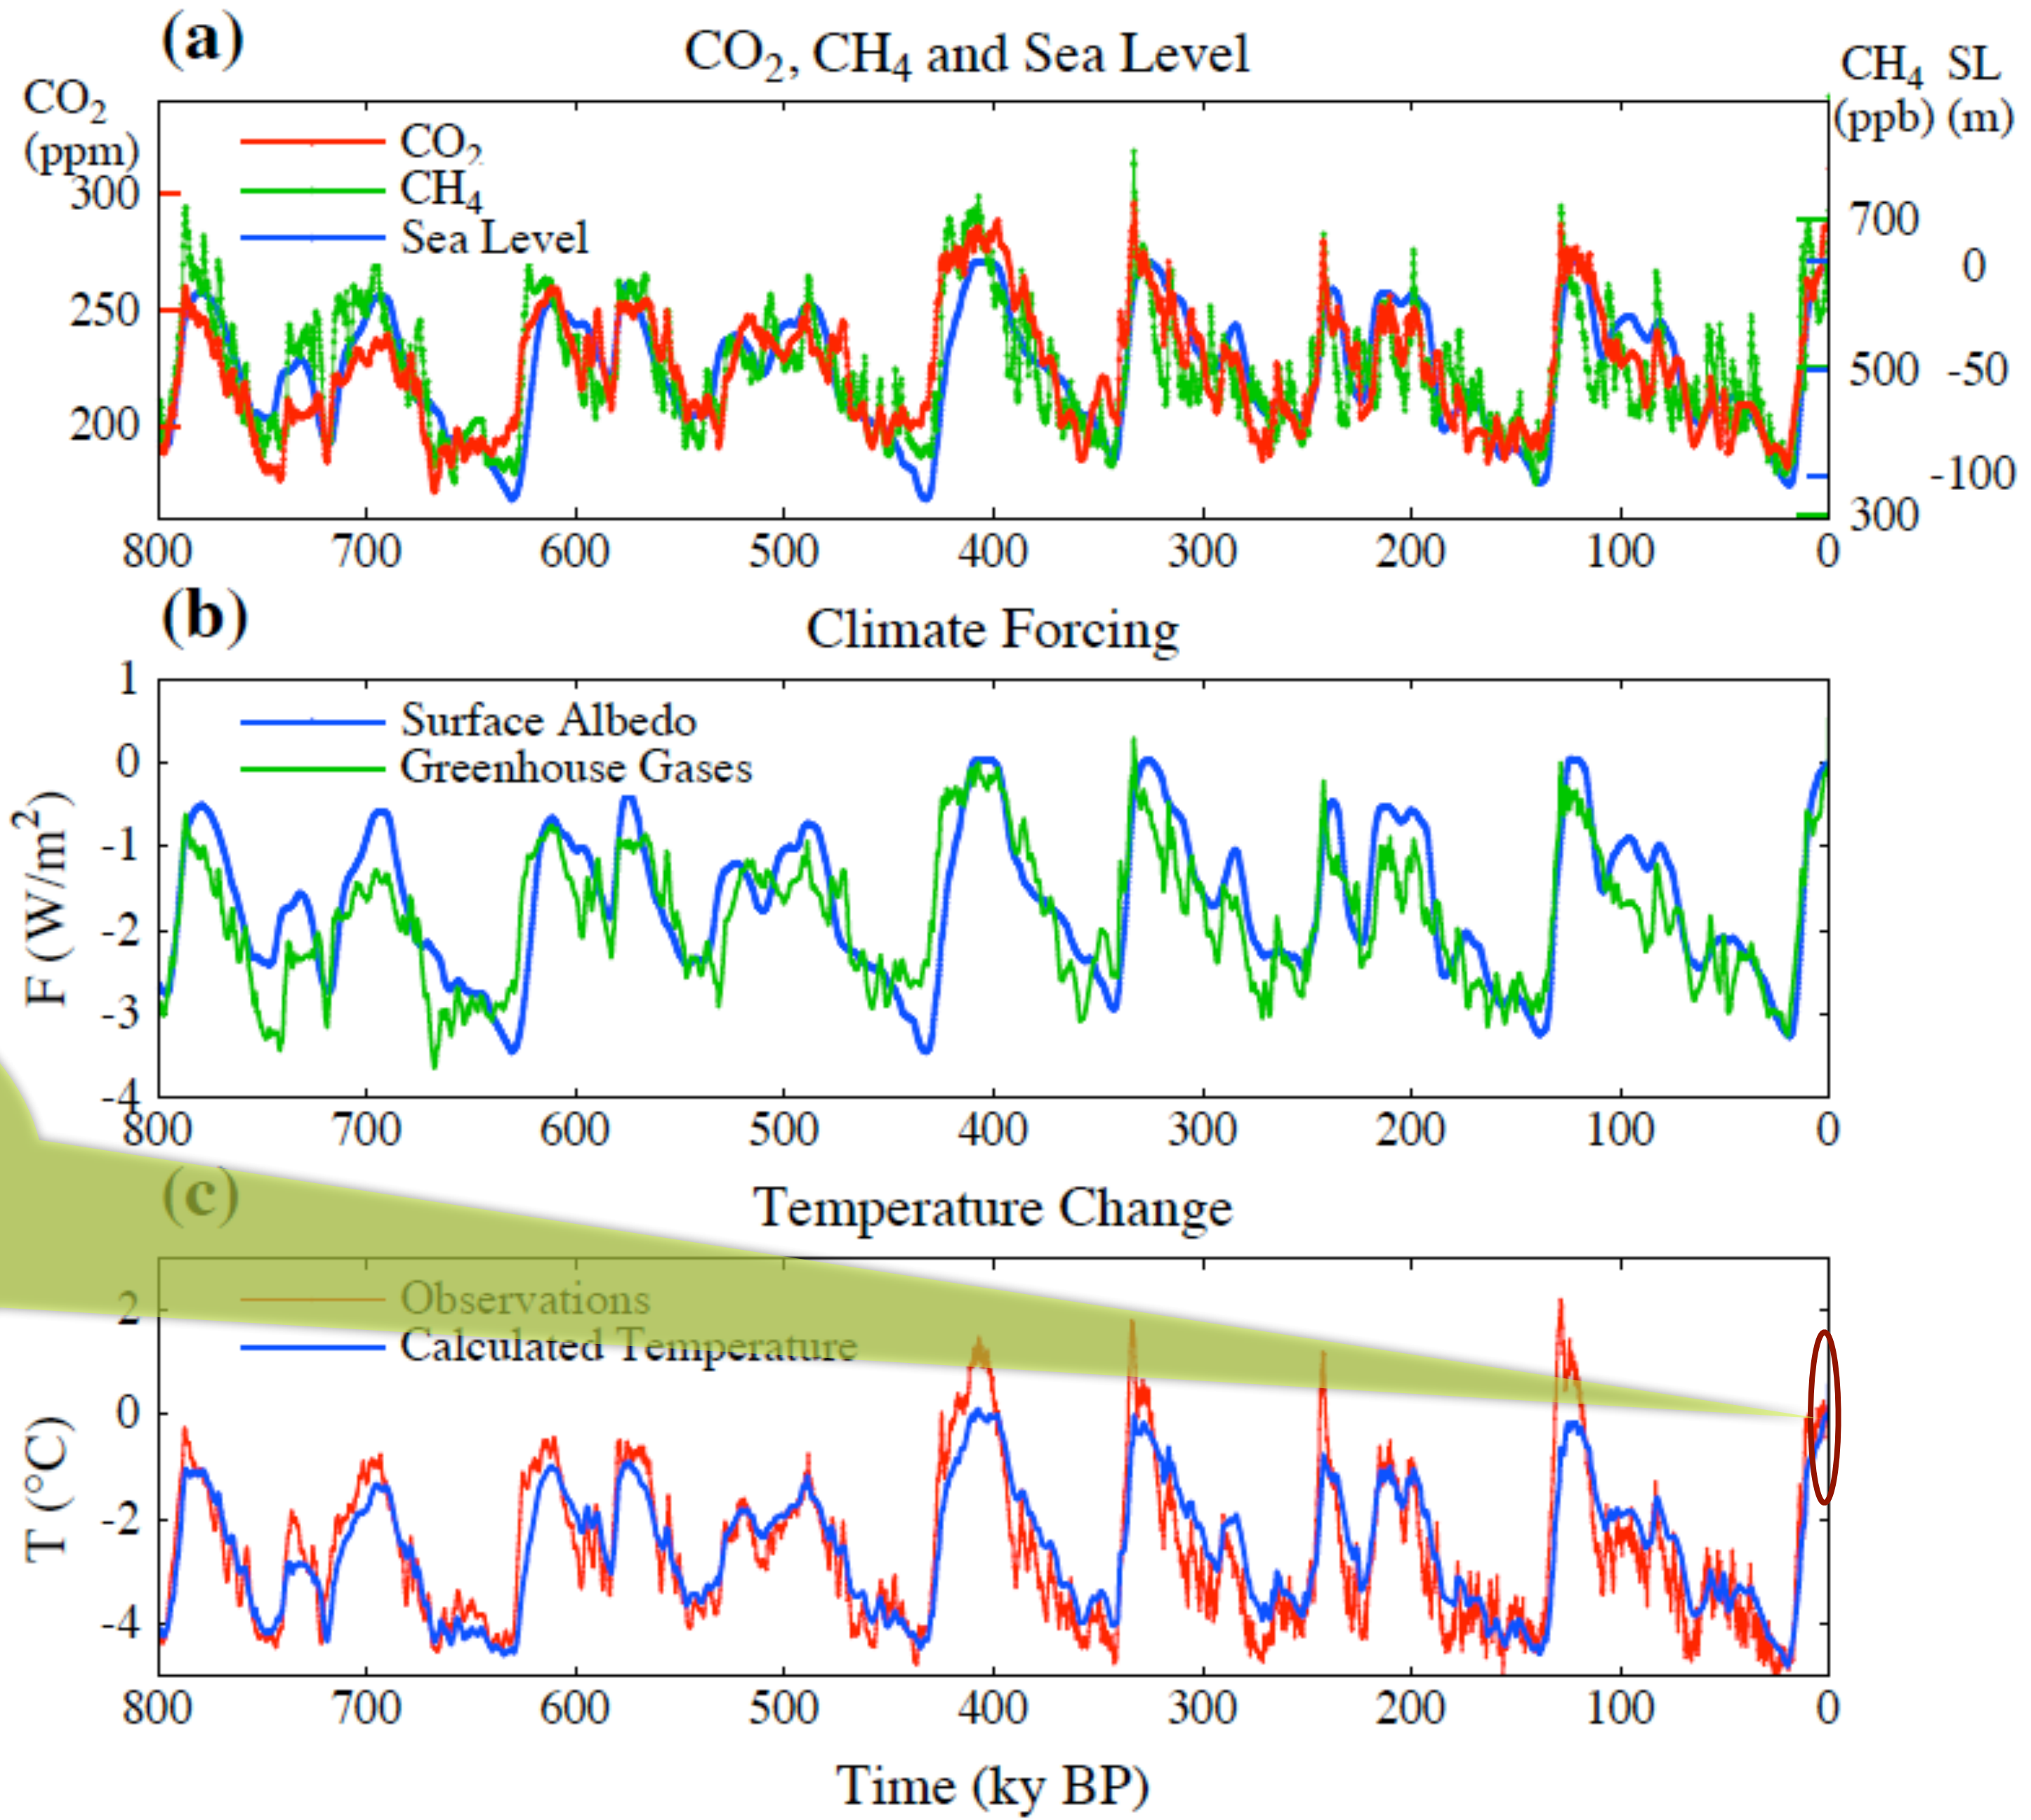 (a)
CO₂, CH₄ and Sea Level
CO₂
(ppm)
CH₄ SL
(ppb) (m)
CO₂
CH₄
Sea Level
300
250
200
700
500
300
0
-50
-100
800 700 600 500 400 300 200 100 0
(b)
Climate Forcing
Surface Albedo
Greenhouse Gases
F (W/m²)
1
0
-1
-2
-3
-4
800 700 600 500 400 300 200 100 0
(c)
Temperature Change
Observations
Calculated Temperature
T (°C)
2
0
-2
-4
800 700 600 500 400 300 200 100 0
Time (ky BP)